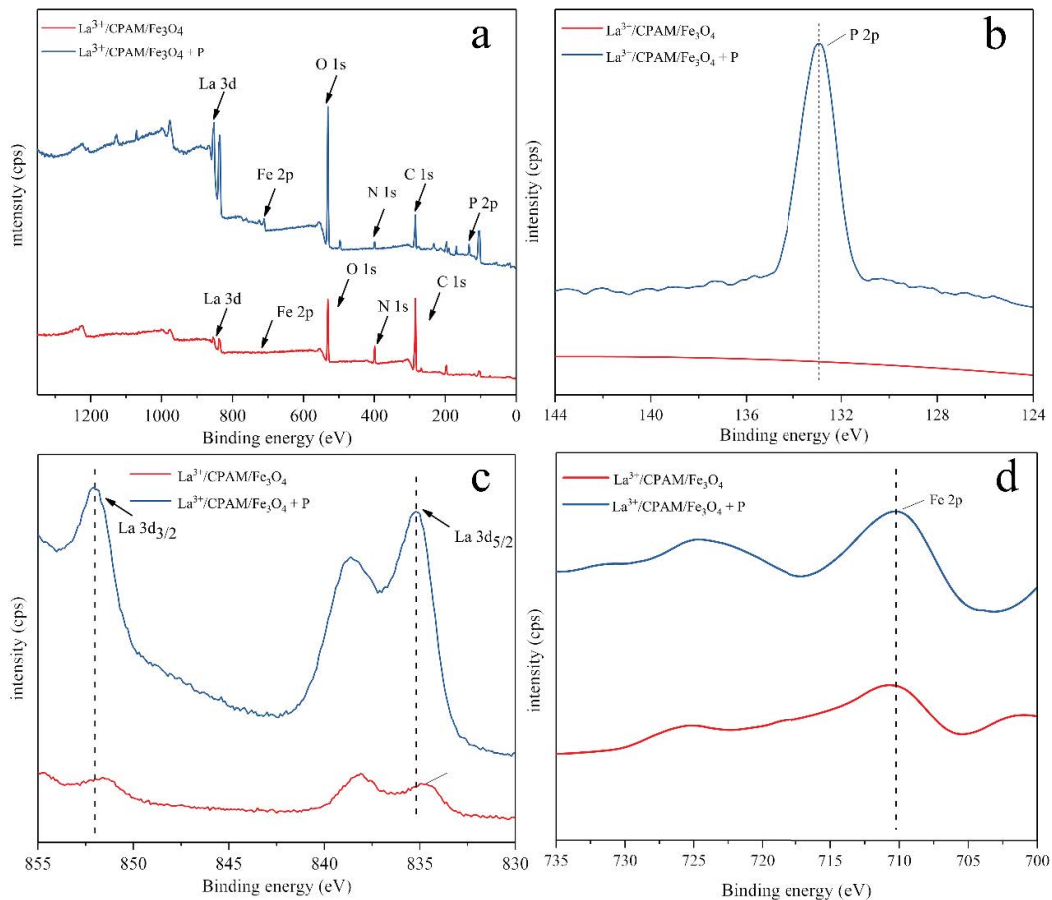 La³⁺/CPAM/Fe₃O₄
La³⁺/CPAM/Fe₃O₄ + P
a
O 1s
La 3d
Fe 2p
N 1s
C 1s
P 2p
O 1s
La 3d
Fe 2p
N 1s
C 1s
intensity (cps)
1200 1000 800 600 400 200 0
Binding energy (eV)
La³⁺/CPAM/Fe₃O₄
La³⁺/CPAM/Fe₃O₄ + P
b
P 2p
intensity (cps)
144 140 136 132 128 124
Binding energy (eV)
La³⁺/CPAM/Fe₃O₄
La³⁺/CPAM/Fe₃O₄ + P
c
La 3d₃/₂
La 3d₅/₂
intensity (cps)
855 850 845 840 835 830
Binding energy (eV)
La³⁺/CPAM/Fe₃O₄
La³⁺/CPAM/Fe₃O₄ + P
d
Fe 2p
intensity (cps)
735 730 725 720 715 710 705 700
Binding energy (eV)